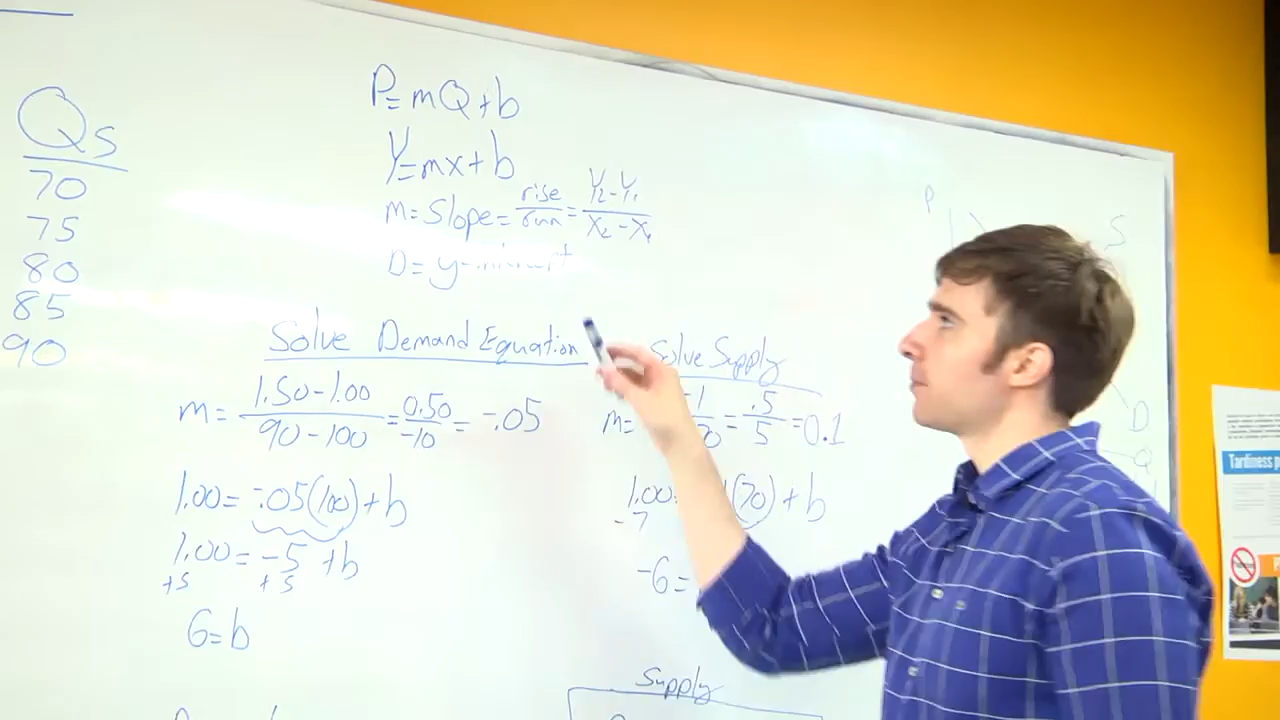 Qs
70
75
80
85
90
P=mQ+b
Y=mx+b
m=Slope=rise/run=Y2-Y1/X2-X1
b=y-
P
S
D
Q
Solve Demand Equation
m=1.50-1.00/90-100=0.50/-10=-.05
1.00=-.05(100)+b
1.00=-5+b
+5 +5
6=b
Solve Supply
m= =.5/5=0.1
1.00= (70)+b
-7
-6=
Supply
Tardiness